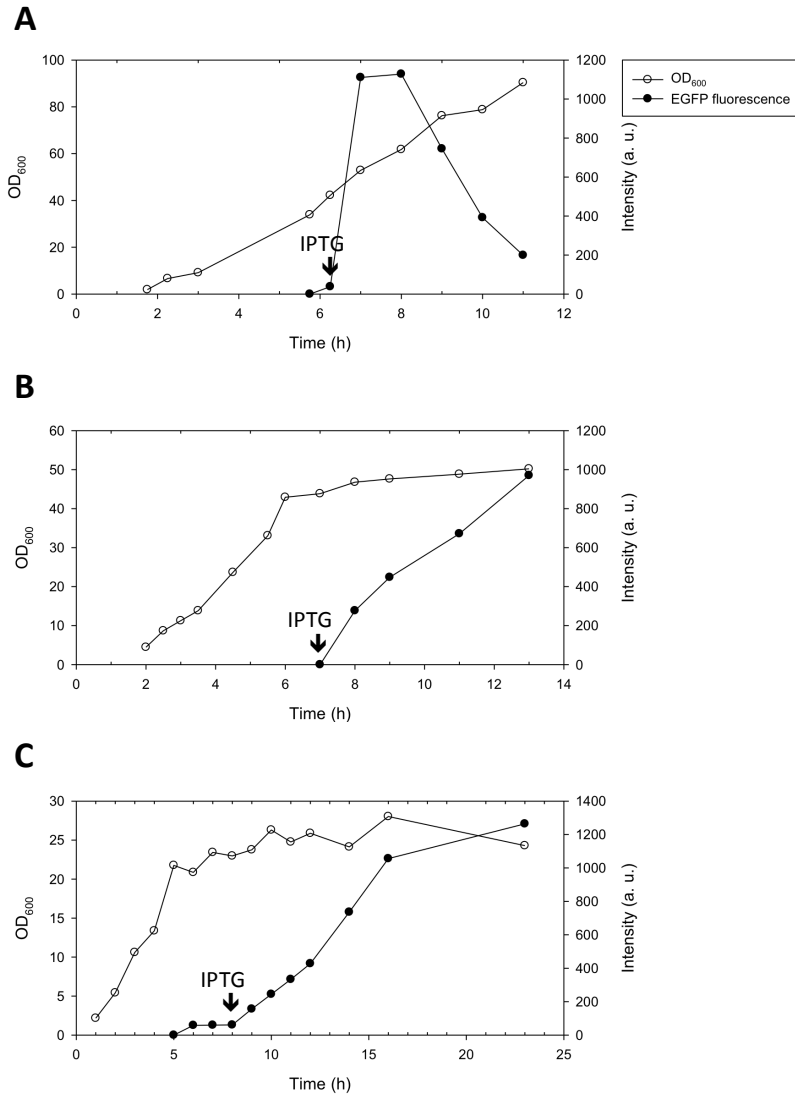 A
100
80
60
40
20
0
OD600
1200
1000
800
600
400
200
0
Intensity (a. u.)
OD600
EGFP fluorescence
IPTG
0 2 4 6 8 10 12
Time (h)
B
60
50
40
30
20
10
0
OD600
1200
1000
800
600
400
200
0
Intensity (a. u.)
IPTG
0 2 4 6 8 10 12 14
Time (h)
C
30
25
20
15
10
5
0
OD600
1400
1200
1000
800
600
400
200
0
Intensity (a. u.)
IPTG
0 5 10 15 20 25
Time (h)